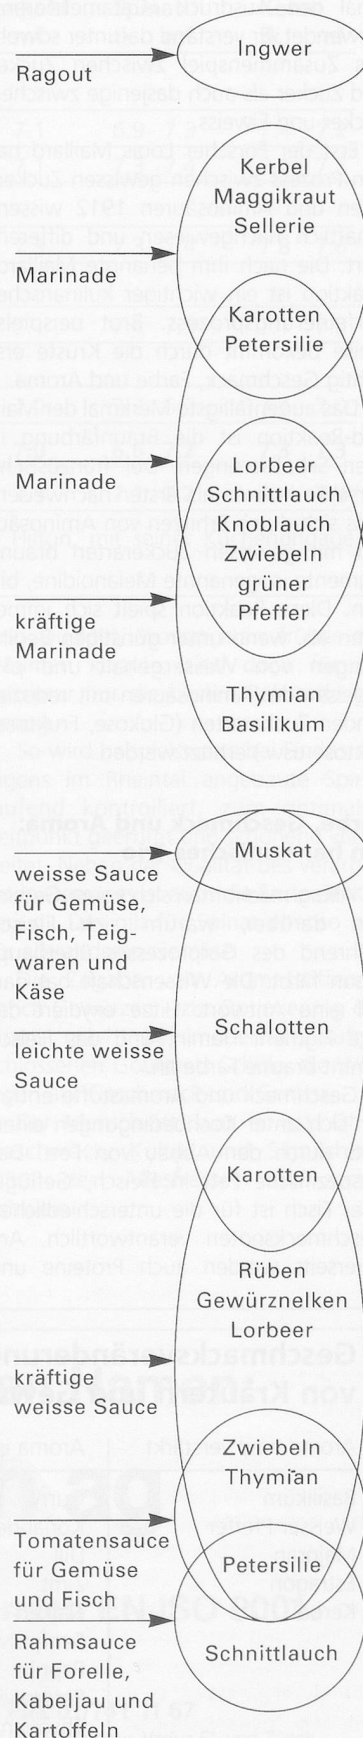 Ingwer
Ragout
Kerbel
Maggikraut
Sellerie
Marinade
Karotten
Petersilie
Lorbeer
Marinade
Schnittlauch
Knoblauch
Zwiebeln
grüner
Pfeffer
kräftige
Marinade
Thymian
Basilikum
Muskat
weisse Sauce
für Gemüse,
Fisch, Teig-
waren und
Käse
Schalotten
leichte weisse
Sauce
Karotten
Rüben
Gewürznelken
Lorbeer
kräftige
weisse Sauce
Zwiebeln
Thymian
Tomatensauce
für Gemüse
und Fisch
Petersilie
Rahmsauce
für Forelle,
Kabeljau und
Kartoffeln
Schnittlauch